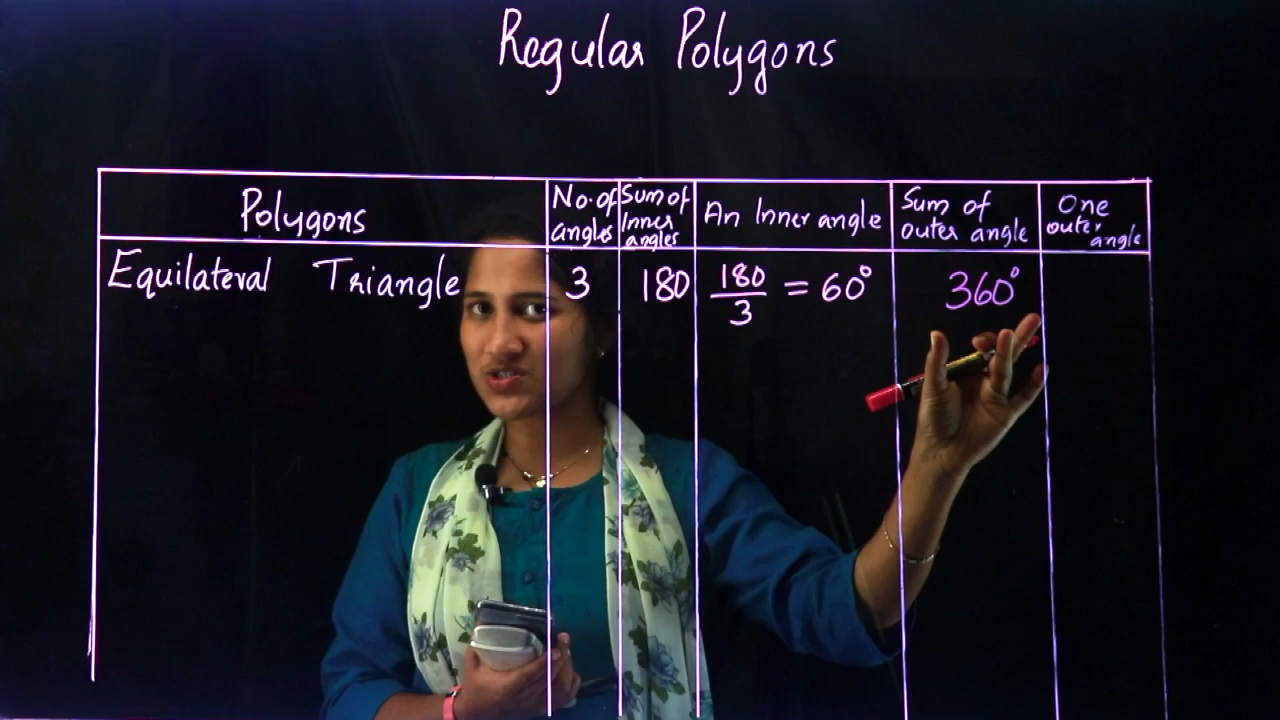 Regular Polygons
Polygons
No. of
angles
Sum of
Inner
angles
An Inner angle
Sum of
outer angle
One
outer
angle
Equilateral Triangle
3
180
180/3 = 60°
360°